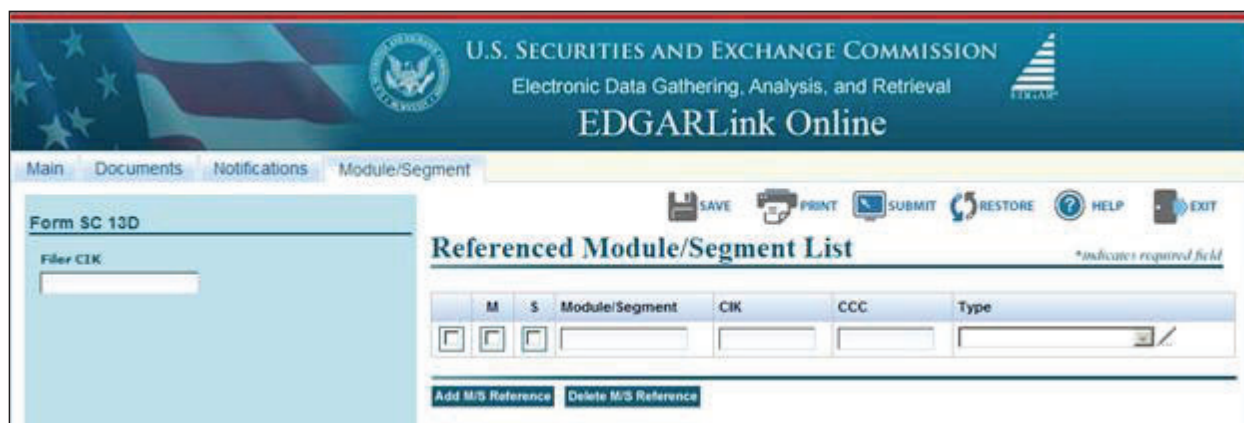 U.S. SECURITIES AND EXCHANGE COMMISSION
Electronic Data Gathering, Analysis, and Retrieval
EDGAR®
EDGARLink Online
Main Documents Notifications Module/Segment
SAVE PRINT SUBMIT RESTORE HELP EXIT
Form SC 13D
Filer CIK
Referenced Module/Segment List
*indicates required field
M S Module/Segment CIK CCC Type
Add M/S Reference Delete M/S Reference